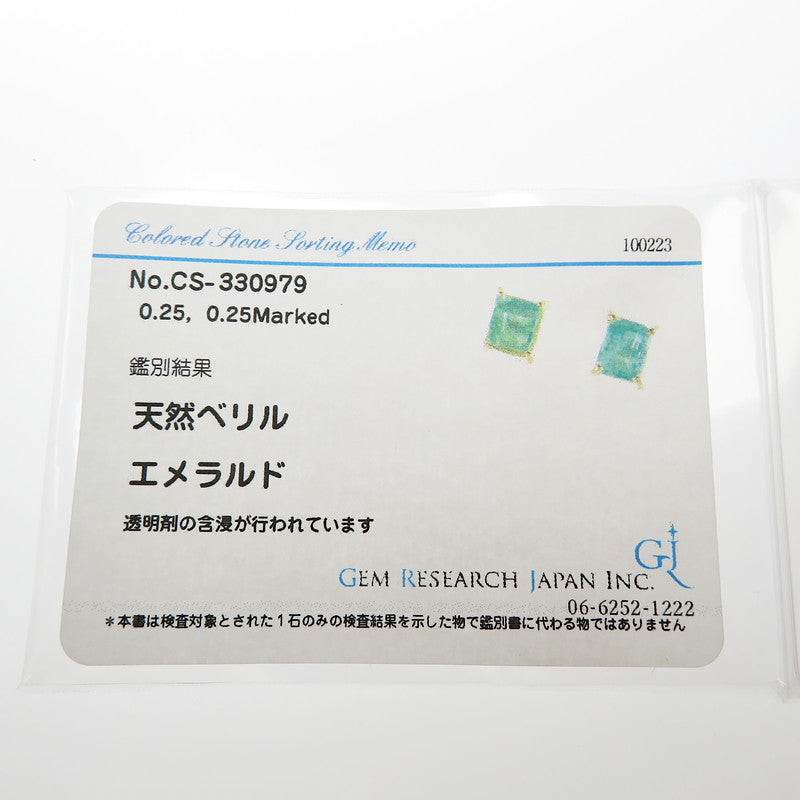 Colored Stone Sorting Memo
100223
No.CS-330979
0.25, 0.25Marked
鑑別結果
天然ベリル
エメラルド
透明剤の含浸が行われています
GJ
GEM RESEARCH JAPAN INC.
06-6252-1222
*本書は検査対象とされた1石のみの検査結果を示した物で鑑別書に代わる物ではありません